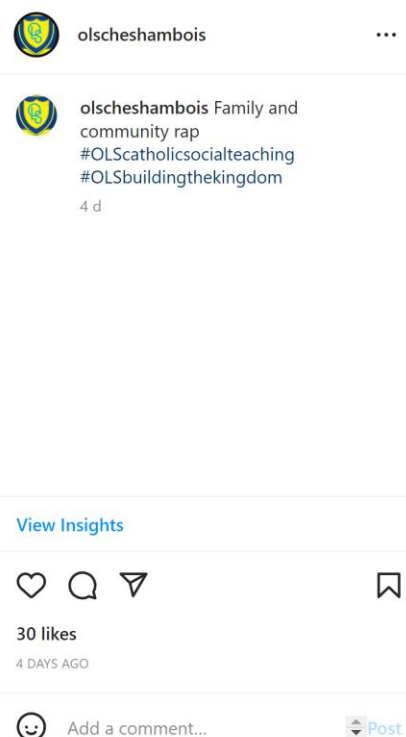 olscheshambois
olscheshambois Family and
community rap
#OLScatholicsocialteaching
#OLSbuildingthekingdom
4 d
View Insights
30 likes
4 DAYS AGO
Add a comment...
Post